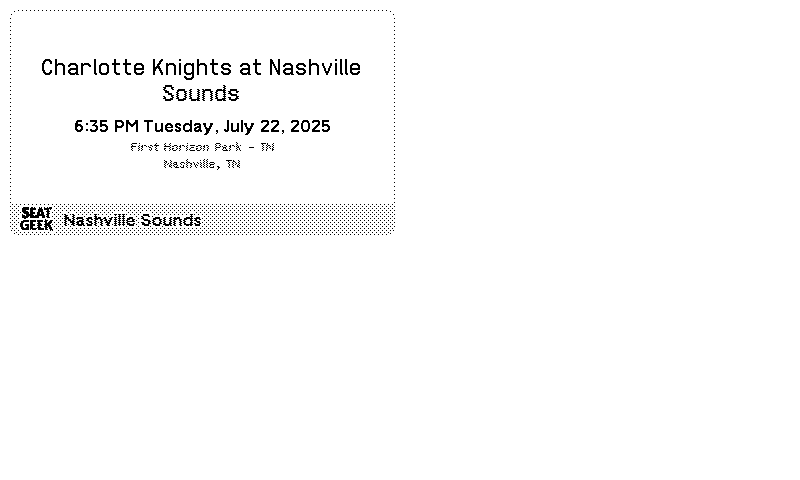 Charlotte Knights at Nashville
Sounds
6:35 PM Tuesday, July 22, 2025
First Horizon Park - TN
Nashville, TN
SEAT
GEEK
Nashville Sounds